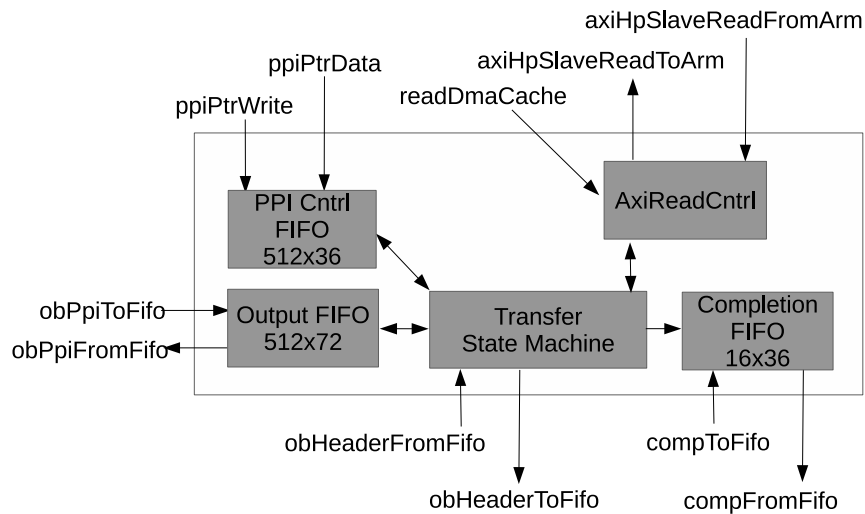 axiHpSlaveReadFromArm
ppiPtrData
axiHpSlaveReadToArm
ppiPtrWrite
readDmaCache
PPI Cntrl
FIFO
512x36
AxiReadCntrl
obPpiToFifo
obPpiFromFifo
Output FIFO
512x72
Transfer
State Machine
Completion
FIFO
16x36
obHeaderFromFifo
compToFifo
obHeaderToFifo
compFromFifo